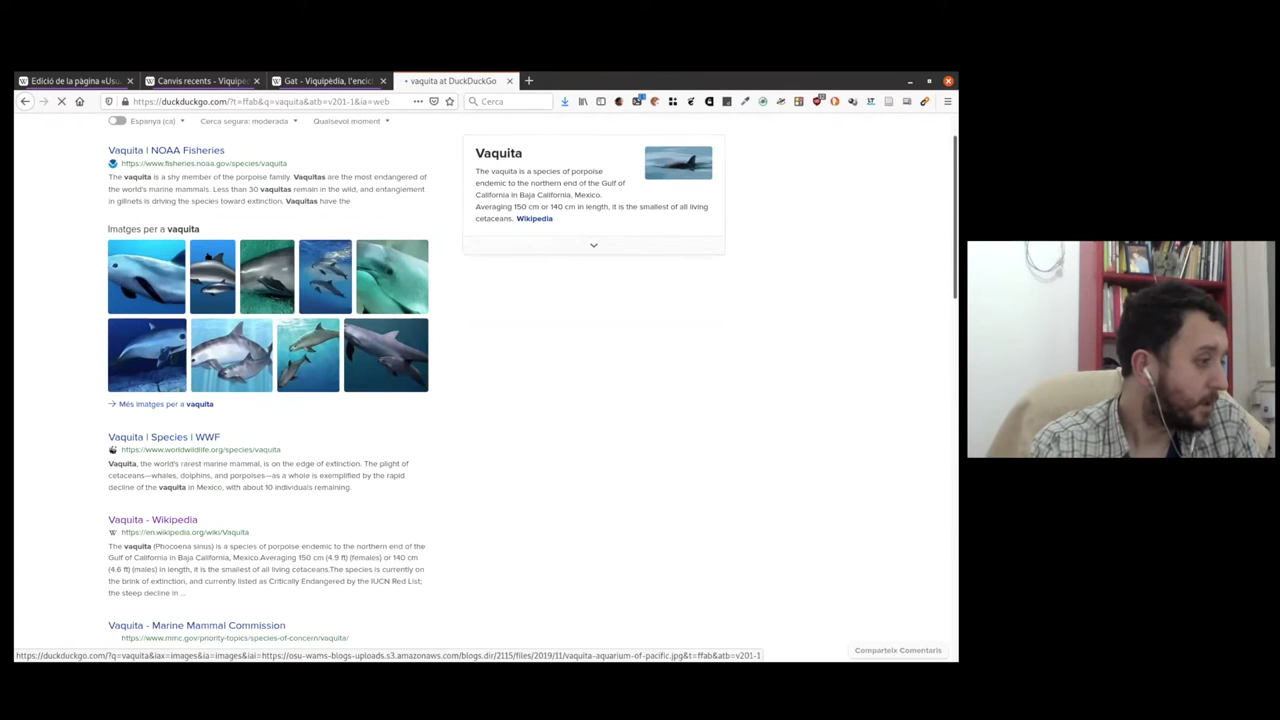 Edició de la pàgina «Usu
Canvis recents - Viquipè
Gat - Viquipèdia, l'encicl
vaquita at DuckDuckGo
https://duckduckgo.com/?t=ffab&q=vaquita&atb=v201-1&ia=web
Cerca
Espanya (ca)
Cerca segura: moderada
Qualsevol moment
Vaquita | NOAA Fisheries
https://www.fisheries.noaa.gov/species/vaquita
The vaquita is a shy member of the porpoise family. Vaquitas are the most endangered
of the world's marine mammals. Less than 30 vaquitas remain in the wild, and entanglement
in gillnets is driving the species toward extinction. Vaquitas have the
Imatges per a vaquita
Més imatges per a vaquita
Vaquita | Species | WWF
https://www.worldwildlife.org/species/vaquita
Vaquita, the world's rarest marine mammal, is on the edge of extinction. The plight of
cetaceans—whales, dolphins, and porpoises—as a whole is exemplified by the rapid
decline of the vaquita in Mexico, with about 10 individuals remaining.
Vaquita - Wikipedia
https://en.wikipedia.org/wiki/Vaquita
The vaquita (Phocoena sinus) is a species of porpoise endemic to the northern end of the
Gulf of California in Baja California, Mexico.Averaging 150 cm (4.9 ft) (females) or 140 cm
(4.6 ft) (males) in length, it is the smallest of all living cetaceans.The species is currently on
the brink of extinction, and currently listed as Critically Endangered by the IUCN Red List;
the steep decline in ...
Vaquita - Marine Mammal Commission
https://www.mmc.gov/priority-topics/species-of-concern/vaquita/
Vaquita
The vaquita is a species of porpoise
endemic to the northern end of the Gulf of
California in Baja California, Mexico.
Averaging 150 cm or 140 cm in length, it is the smallest of all living
cetaceans. Wikipedia
https://duckduckgo.com/?q=vaquita&iax=images&ia=images&iai=https://osu-wams-blogs-uploads.s3.amazonaws.com/blogs.dir/2115/files/2019/11/vaquita-aquarium-of-pacific.jpg&t=ffab&atb=v201-1
Comparteix Comentaris